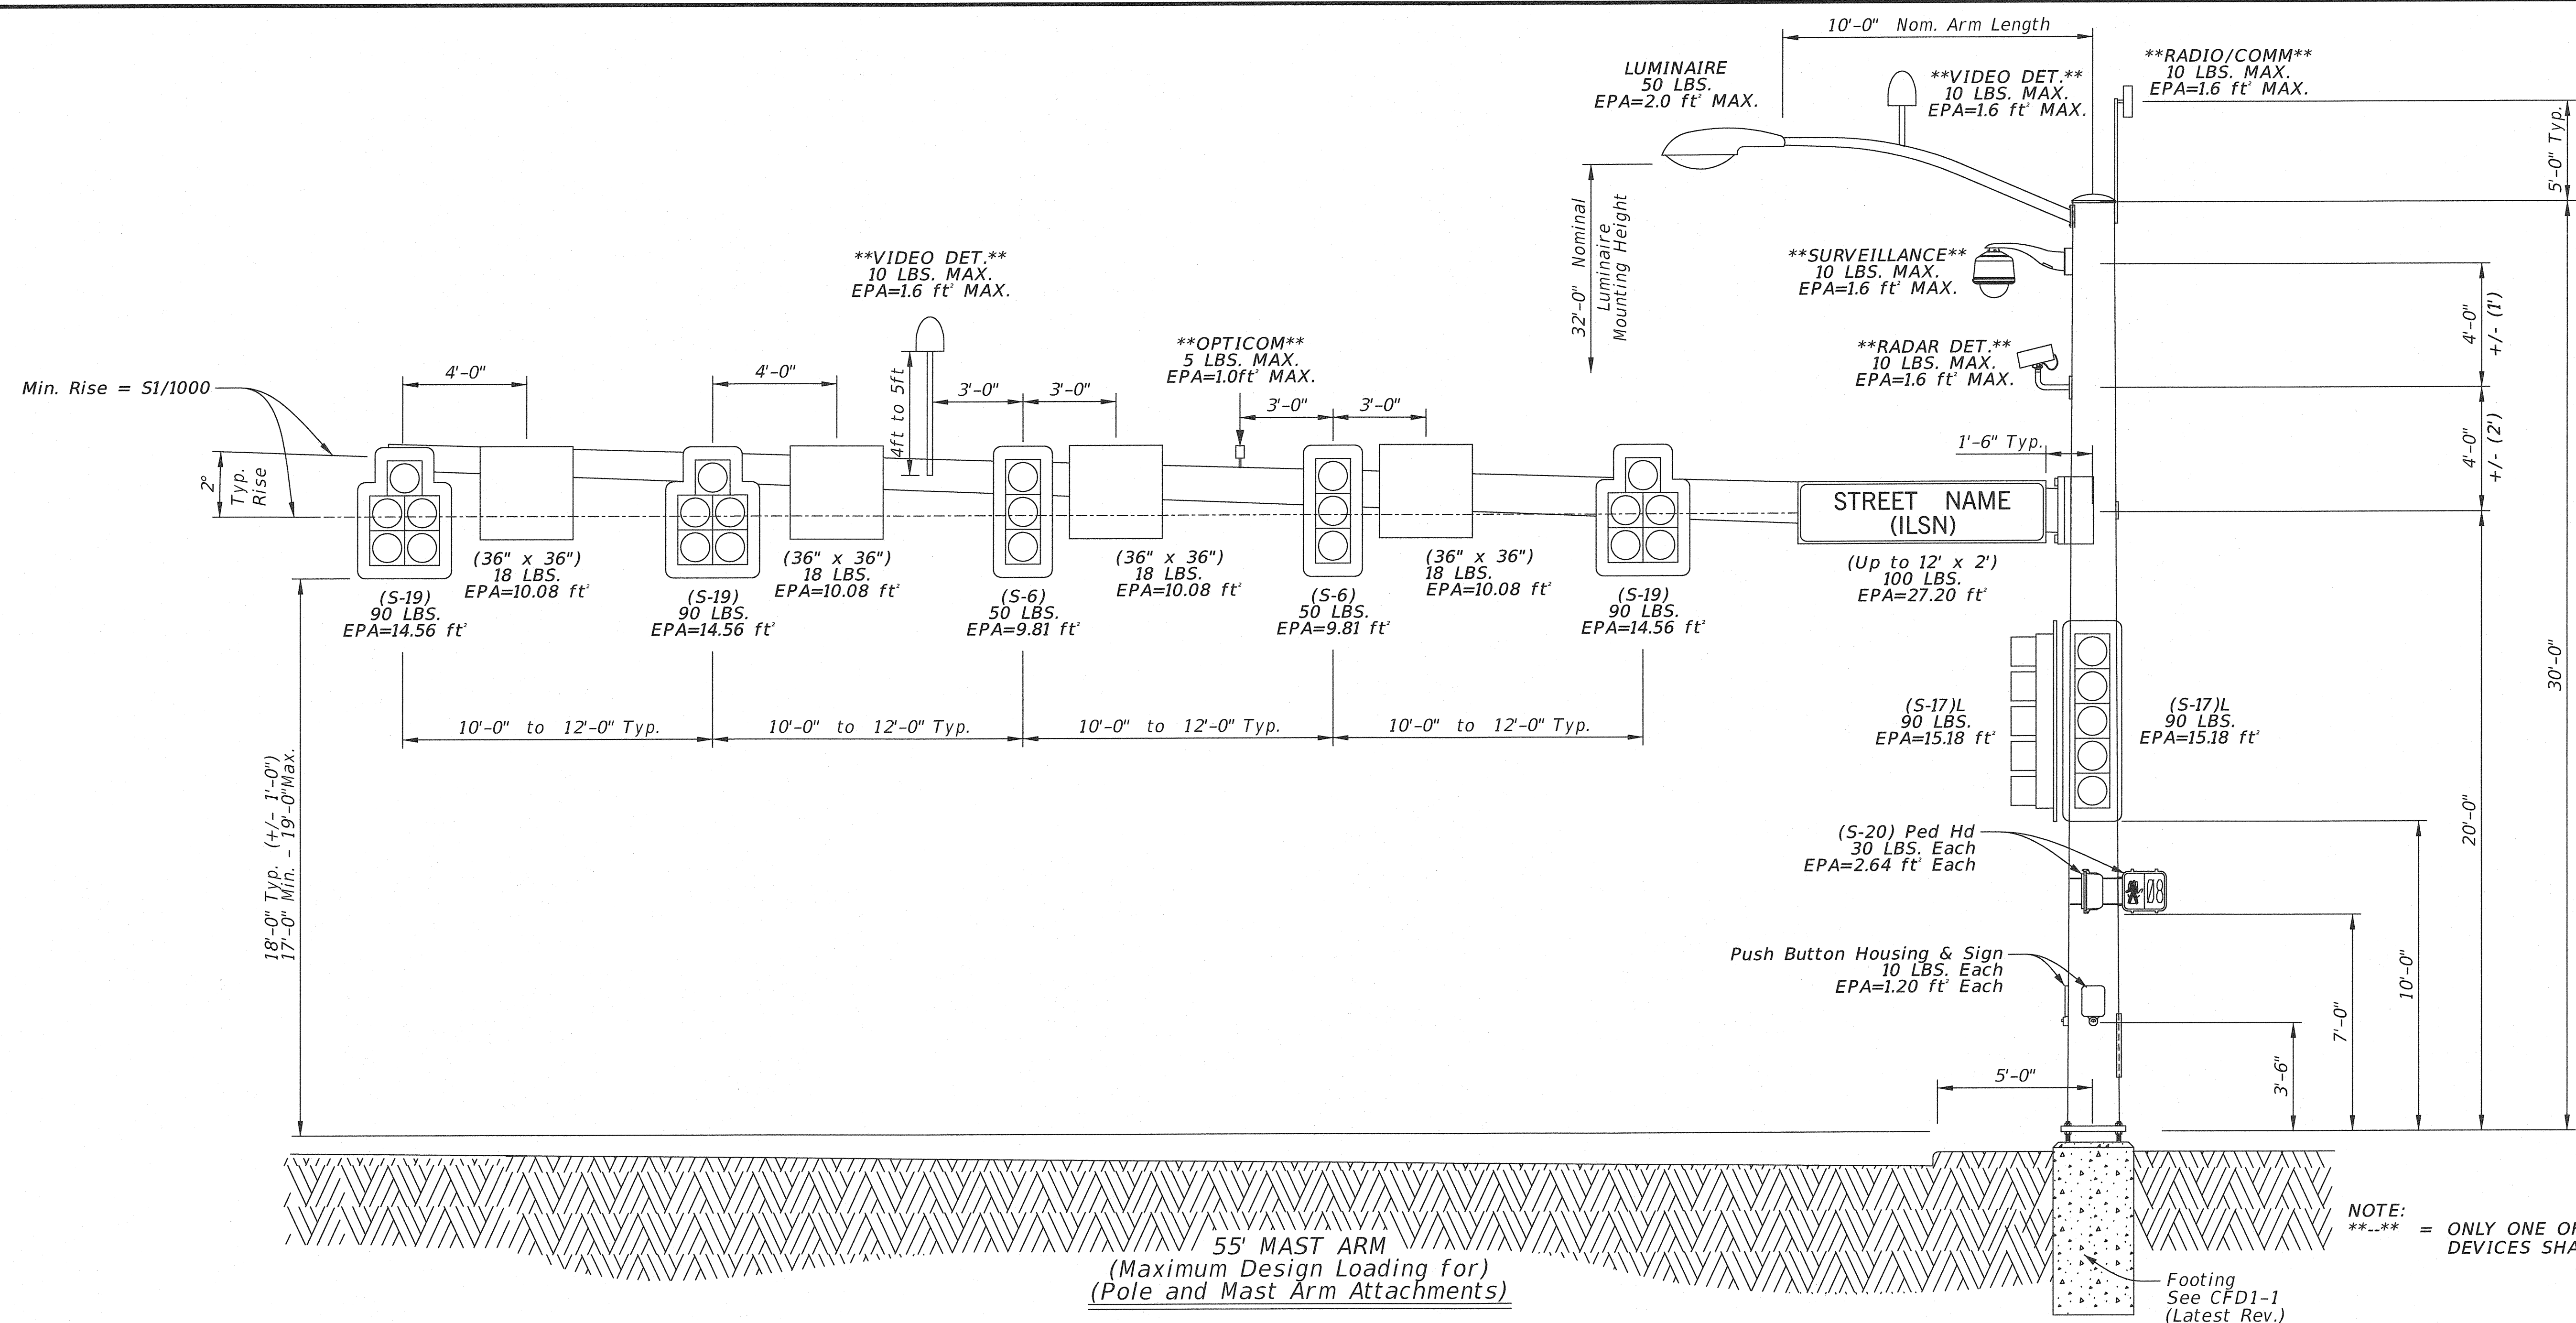 10'-0" Nom. Arm Length
LUMINAIRE
50 LBS.
EPA=2.0 ft² MAX.
**VIDEO DET.**
10 LBS. MAX.
EPA=1.6 ft² MAX.
**RADIO/COMM**
10 LBS. MAX.
EPA=1.6 ft² MAX.
5'-0" Typ.
32'-0" Nominal
Luminaire
Mounting Height
**SURVEILLANCE**
10 LBS. MAX.
EPA=1.6 ft² MAX.
**RADAR DET.**
10 LBS. MAX.
EPA=1.6 ft² MAX.
4'-0"
+/- (1')
4'-0"
+/- (2')
1'-6" Typ.
**VIDEO DET.**
10 LBS. MAX.
EPA=1.6 ft² MAX.
**OPTICOM**
5 LBS. MAX.
EPA=1.0ft² MAX.
Min. Rise = S1/1000
4'-0"
4'-0"
4ft to 5ft
3'-0"
3'-0"
3'-0"
3'-0"
2°
Typ.
Rise
STREET NAME
(ILSN)
(36" x 36")
18 LBS.
EPA=10.08 ft²
(36" x 36")
18 LBS.
EPA=10.08 ft²
(36" x 36")
18 LBS.
EPA=10.08 ft²
(36" x 36")
18 LBS.
EPA=10.08 ft²
(Up to 12' x 2')
100 LBS.
EPA=27.20 ft²
(S-19)
90 LBS.
EPA=14.56 ft²
(S-19)
90 LBS.
EPA=14.56 ft²
(S-6)
50 LBS.
EPA=9.81 ft²
(S-6)
50 LBS.
EPA=9.81 ft²
(S-19)
90 LBS.
EPA=14.56 ft²
10'-0" to 12'-0" Typ.
10'-0" to 12'-0" Typ.
10'-0" to 12'-0" Typ.
10'-0" to 12'-0" Typ.
18'-0" Typ. (+/- 1'-0")
17'-0" Min. - 19'-0"Max.
(S-17)L
90 LBS.
EPA=15.18 ft²
(S-17)L
90 LBS.
EPA=15.18 ft²
30'-0"
20'-0"
(S-20) Ped Hd
30 LBS. Each
EPA=2.64 ft² Each
08
Push Button Housing & Sign
10 LBS. Each
EPA=1.20 ft² Each
10'-0"
7'-0"
3'-6"
5'-0"
NOTE:
**--** = ONLY ONE OF
DEVICES SHA
55' MAST ARM
(Maximum Design Loading for)
(Pole and Mast Arm Attachments)
Footing
See CFD1-1
(Latest Rev.)